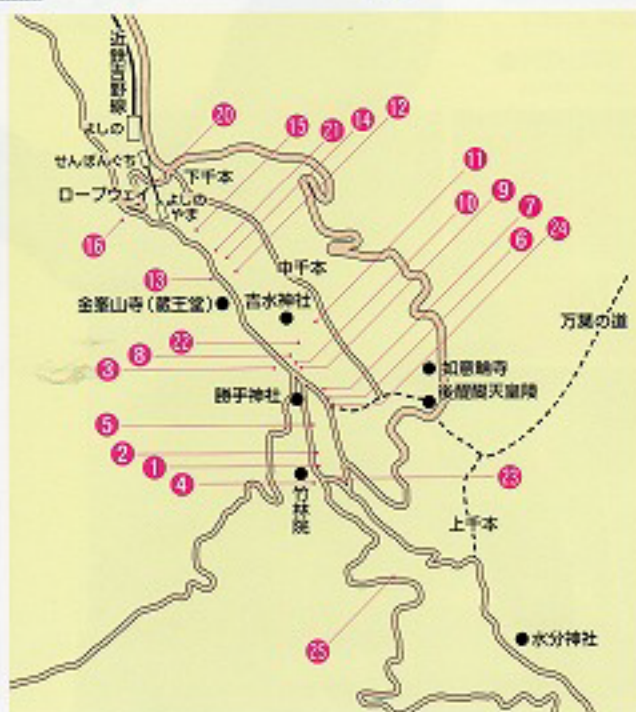 近鉄吉野線
よしの
せんぼんぐち
ロープウェイ
よしのやま
下千本
20
15
21
14
12
11
9
10
7
6
24
16
13
中千本
金峯山寺(蔵王堂)
吉水神社
万葉の道
22
8
3
如意輪寺
後醍醐天皇陵
勝手神社
5
2
1
4
23
竹林院
上千本
25
水分神社